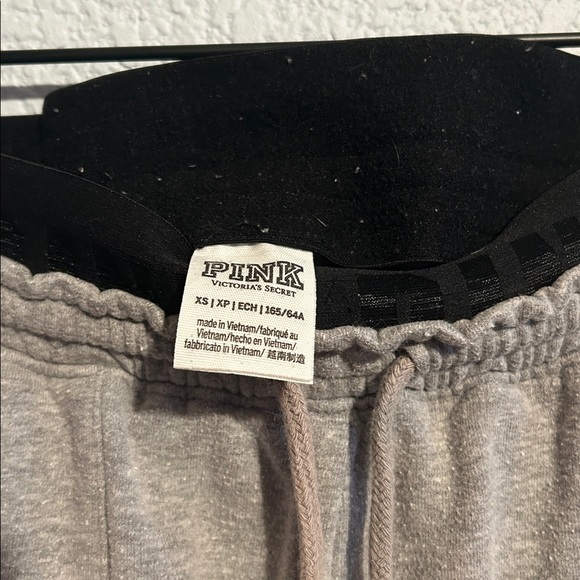 PINK
VICTORIA'S SECRET
XS | XP | ECH | 165/64A
made in Vietnam/fabriqué au
Vietnam/hecho en Vietnam/
fabbricato in Vietnam/ 越南制造